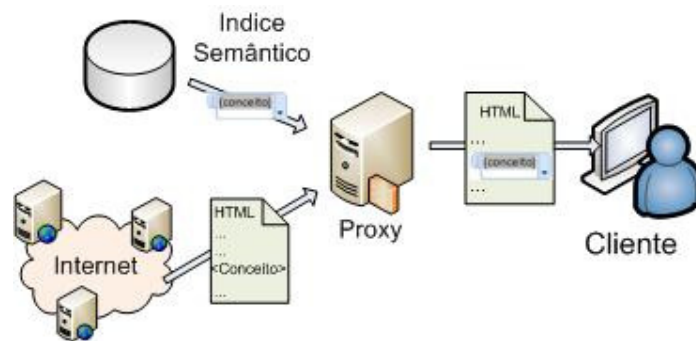 Indice
Semântico
(conceito)
Internet
HTML
...
...
<Conceito>
...
Proxy
HTML
...
(conceito)
...
Cliente